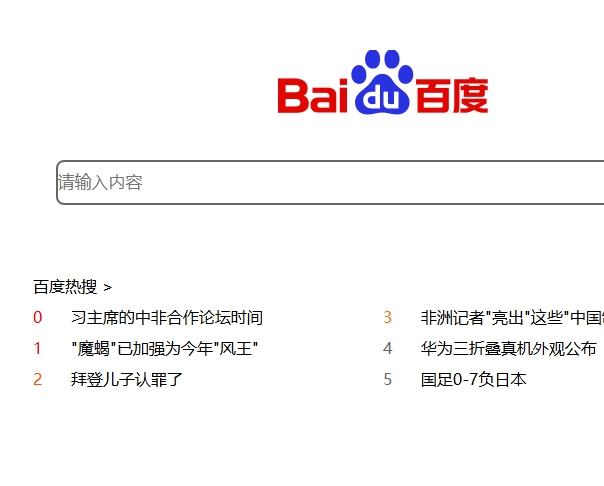 Bai du 百度
请输入内容
百度热搜 >
0 习主席的中非合作论坛时间
3 非洲记者"亮出"这些"中国
1 "魔蝎"已加强为今年"风王"
4 华为三折叠真机外观公布
2 拜登儿子认罪了
5 国足0-7负日本